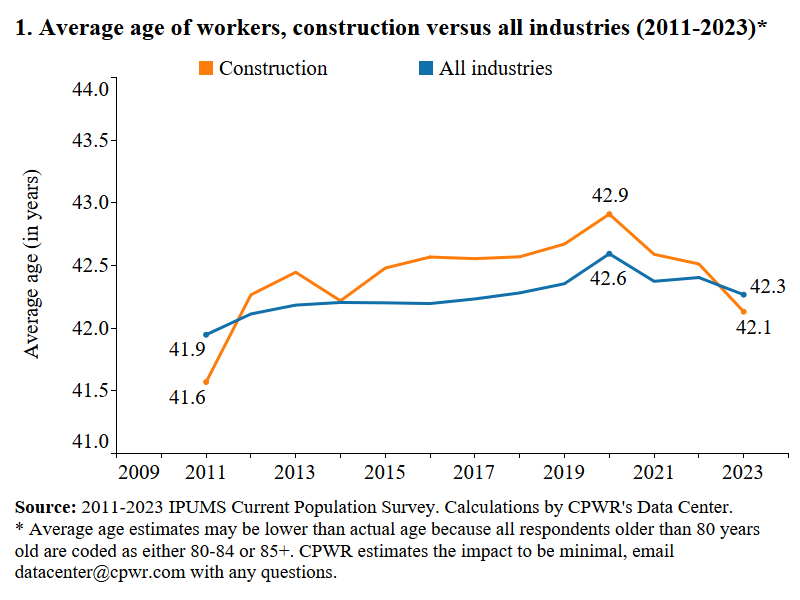 1. Average age of workers, construction versus all industries (2011-2023)*
Construction
All industries
44.0
43.5
43.0
42.5
42.0
41.5
41.0
Average age (in years)
42.9
42.6
42.3
42.1
41.9
41.6
2009 2011 2013 2015 2017 2019 2021 2023
Source: 2011-2023 IPUMS Current Population Survey. Calculations by CPWR's Data Center.
* Average age estimates may be lower than actual age because all respondents older than 80 years
old are coded as either 80-84 or 85+. CPWR estimates the impact to be minimal, email
datacenter@cpwr.com with any questions.